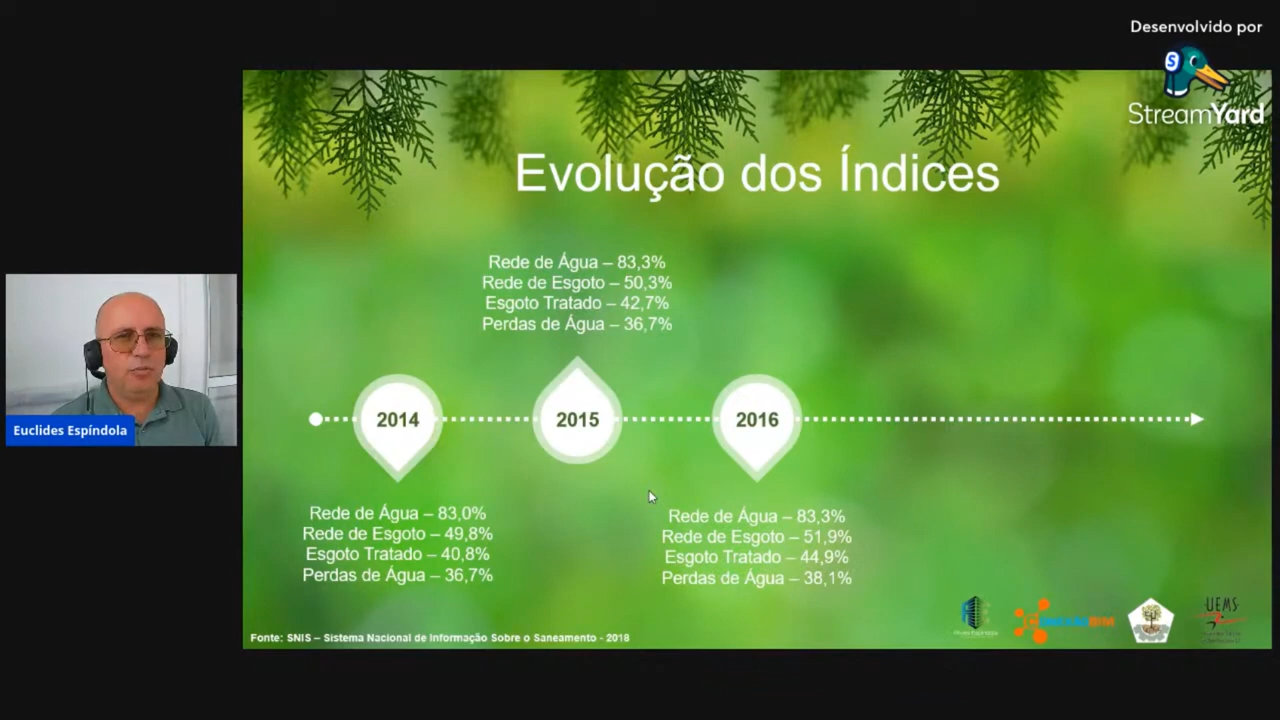 Desenvolvido por
StreamYard
Evolução dos Índices
Rede de Água – 83,3%
Rede de Esgoto – 50,3%
Esgoto Tratado – 42,7%
Perdas de Água – 36,7%
2014
2015
2016
Rede de Água – 83,0%
Rede de Esgoto – 49,8%
Esgoto Tratado – 40,8%
Perdas de Água – 36,7%
Rede de Água – 83,3%
Rede de Esgoto – 51,9%
Esgoto Tratado – 44,9%
Perdas de Água – 38,1%
Euclides Espíndola
Fonte: SNIS – Sistema Nacional de Informação Sobre o Saneamento - 2018
UEMS